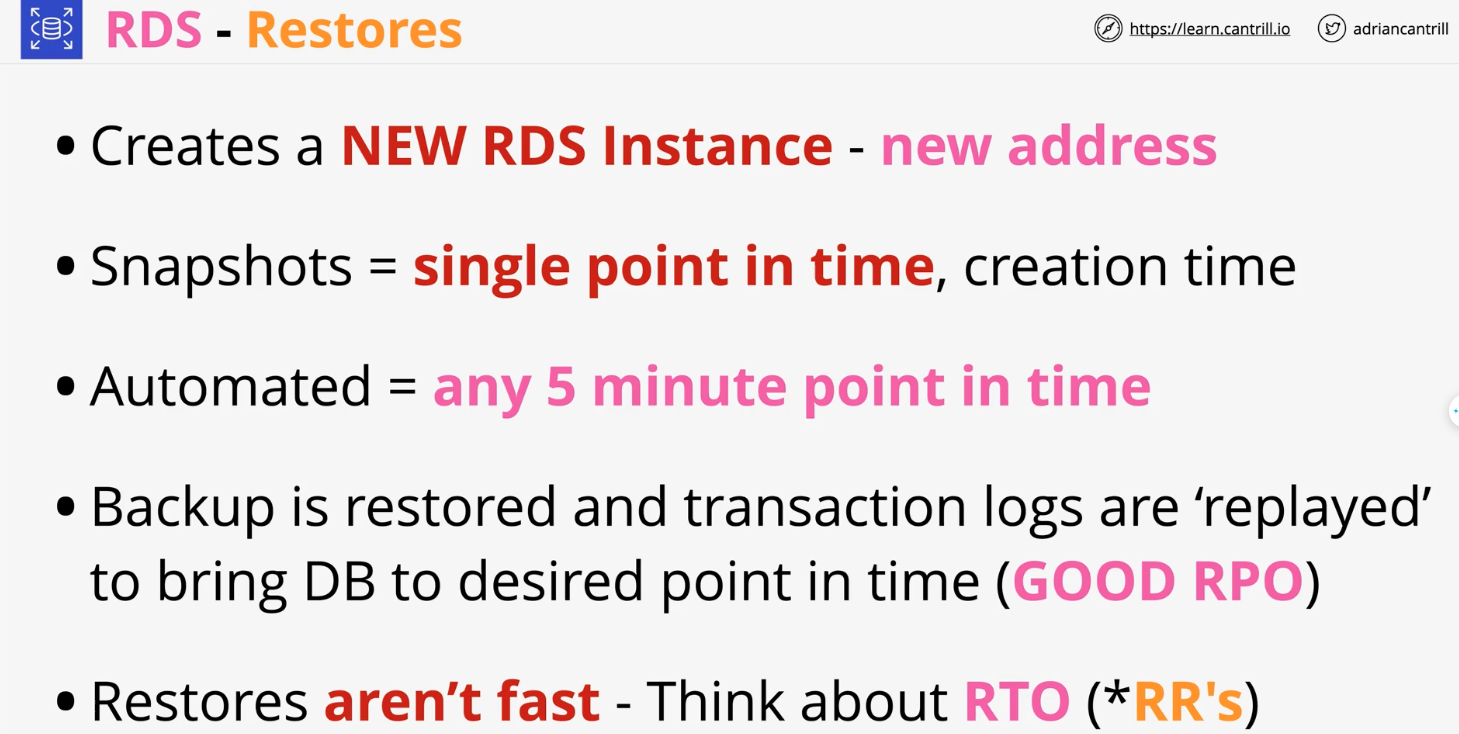 RDS - Restores
https://learn.cantrill.io
adriancantrill
• Creates a NEW RDS Instance - new address
• Snapshots = single point in time, creation time
• Automated = any 5 minute point in time
• Backup is restored and transaction logs are ‘replayed’
to bring DB to desired point in time (GOOD RPO)
• Restores aren’t fast - Think about RTO (*RR's)